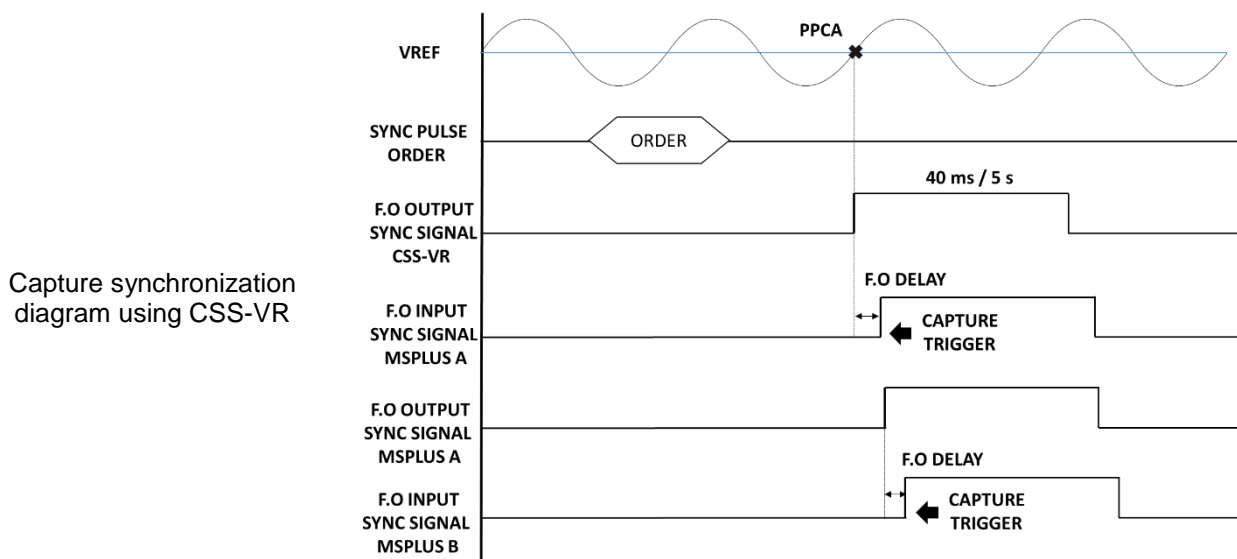 PPCA
VREF
SYNC PULSE
ORDER
ORDER
40 ms / 5 s
F.O OUTPUT
SYNC SIGNAL
CSS-VR
Capture synchronization
diagram using CSS-VR
F.O DELAY
F.O INPUT
SYNC SIGNAL
MSPLUS A
CAPTURE
TRIGGER
F.O OUTPUT
SYNC SIGNAL
MSPLUS A
F.O DELAY
F.O INPUT
SYNC SIGNAL
MSPLUS B
CAPTURE
TRIGGER